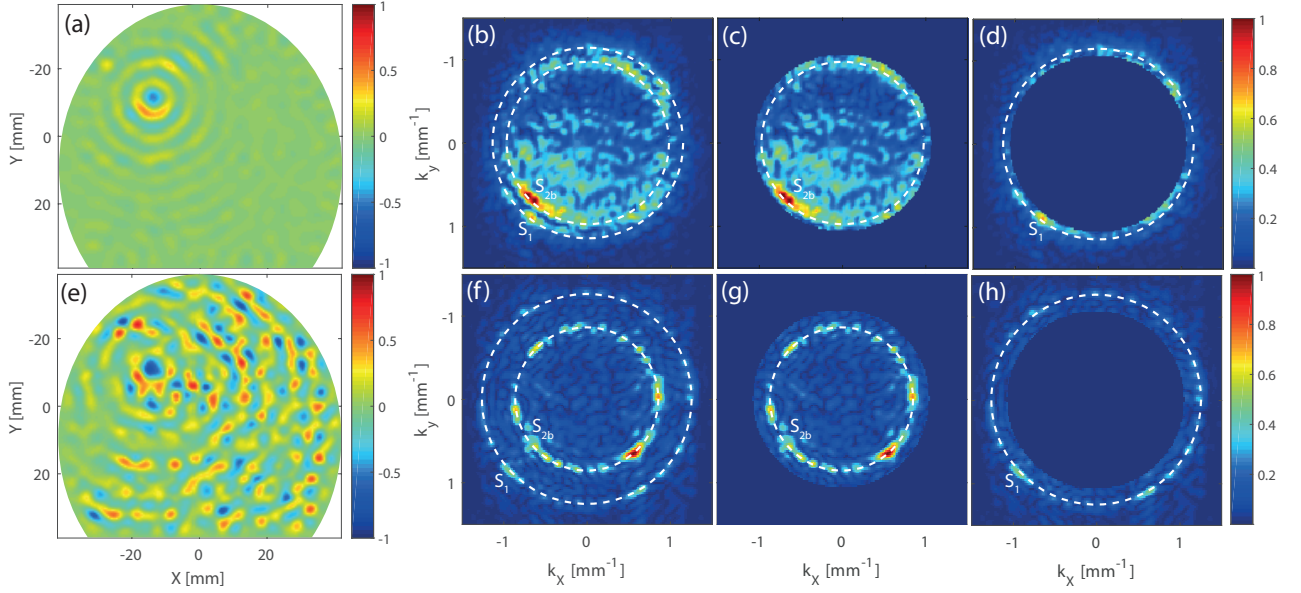 (a)
Y [mm]
-20
0
20
1
0.5
0
-0.5
-1
(b)
k_y [mm⁻¹]
-1
0
1
S_2b
S_1
(c)
S_2b
(d)
S_1
1
0.8
0.6
0.4
0.2
(e)
Y [mm]
-20
0
20
-20 0 20
X [mm]
1
0.5
0
-0.5
-1
(f)
k_y [mm⁻¹]
-1
0
1
S_2b
S_1
-1 0 1
k_X [mm⁻¹]
(g)
S_2b
-1 0 1
k_X [mm⁻¹]
(h)
S_1
-1 0 1
k_X [mm⁻¹]
1
0.8
0.6
0.4
0.2